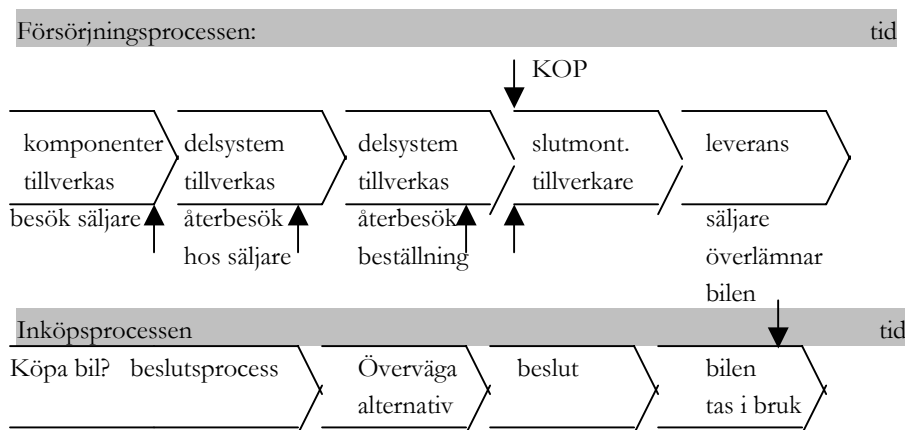 Försörjningsprocessen: tid
KOP
komponenter delsystem delsystem slutmont. leverans
tillverkas tillverkas tillverkas tillverkare
besök säljare återbesök återbesök säljare
hos säljare beställning överlämnar
bilen
Inköpsprocessen tid
Köpa bil? beslutsprocess Överväga beslut bilen
alternativ tas i bruk